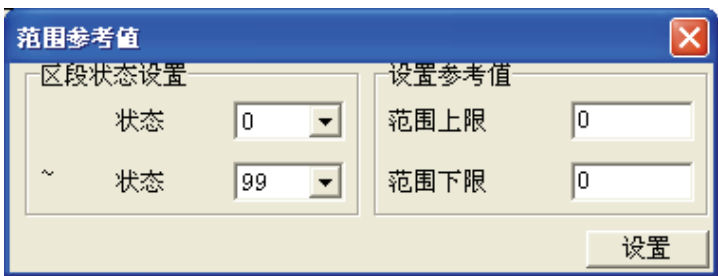 范围参考值
区段状态设置
状态 0
~ 状态 99
设置参考值
范围上限 0
范围下限 0
设置